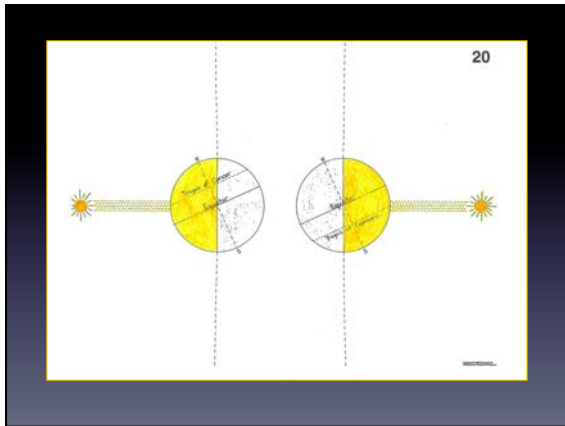 20
N
Tropic of Cancer
Equator
S
N
Equator
Tropic of Capricorn
S